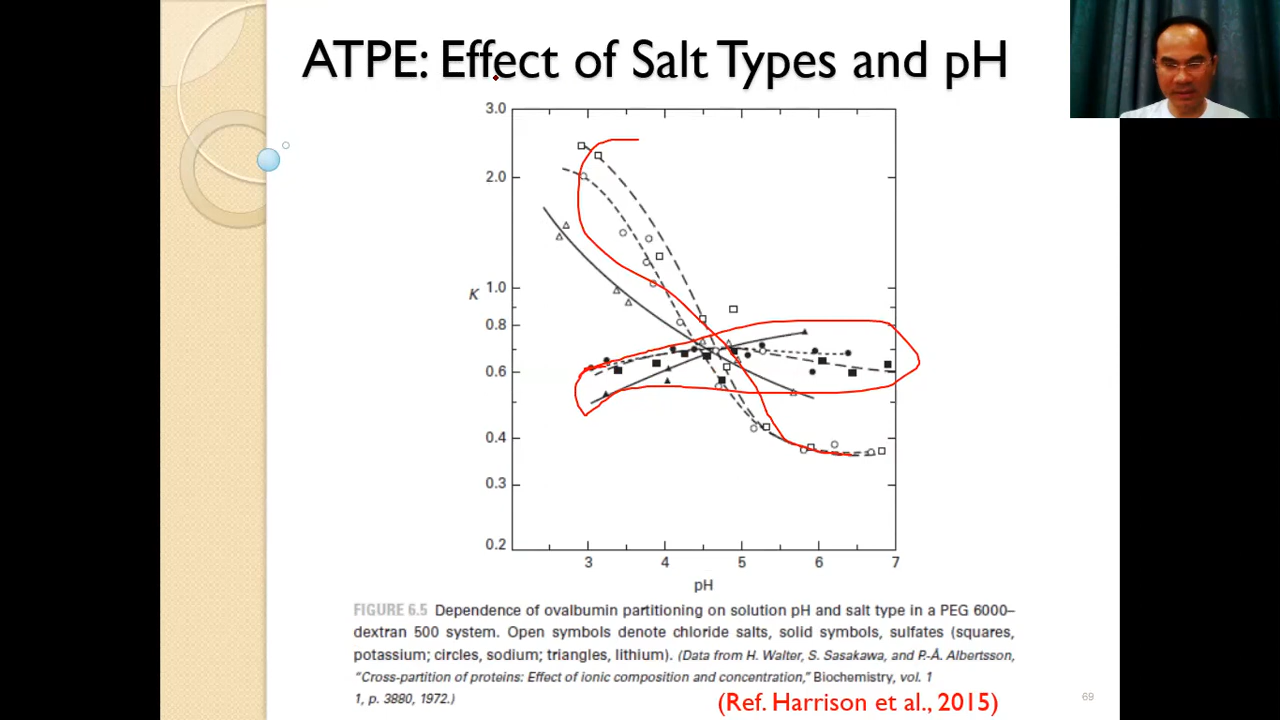 ATPE: Effect of Salt Types and pH
3.0
2.0
K 1.0
0.8
0.6
0.4
0.3
0.2
3 4 5 6 7
pH
FIGURE 6.5 Dependence of ovalbumin partitioning on solution pH and salt type in a PEG 6000–
dextran 500 system. Open symbols denote chloride salts, solid symbols, sulfates (squares,
potassium; circles, sodium; triangles, lithium). (Data from H. Walter, S. Sasakawa, and P.-Å. Albertsson,
"Cross-partition of proteins: Effect of ionic composition and concentration," Biochemistry, vol. 1
1, p. 3880, 1972.)
(Ref. Harrison et al., 2015)
69